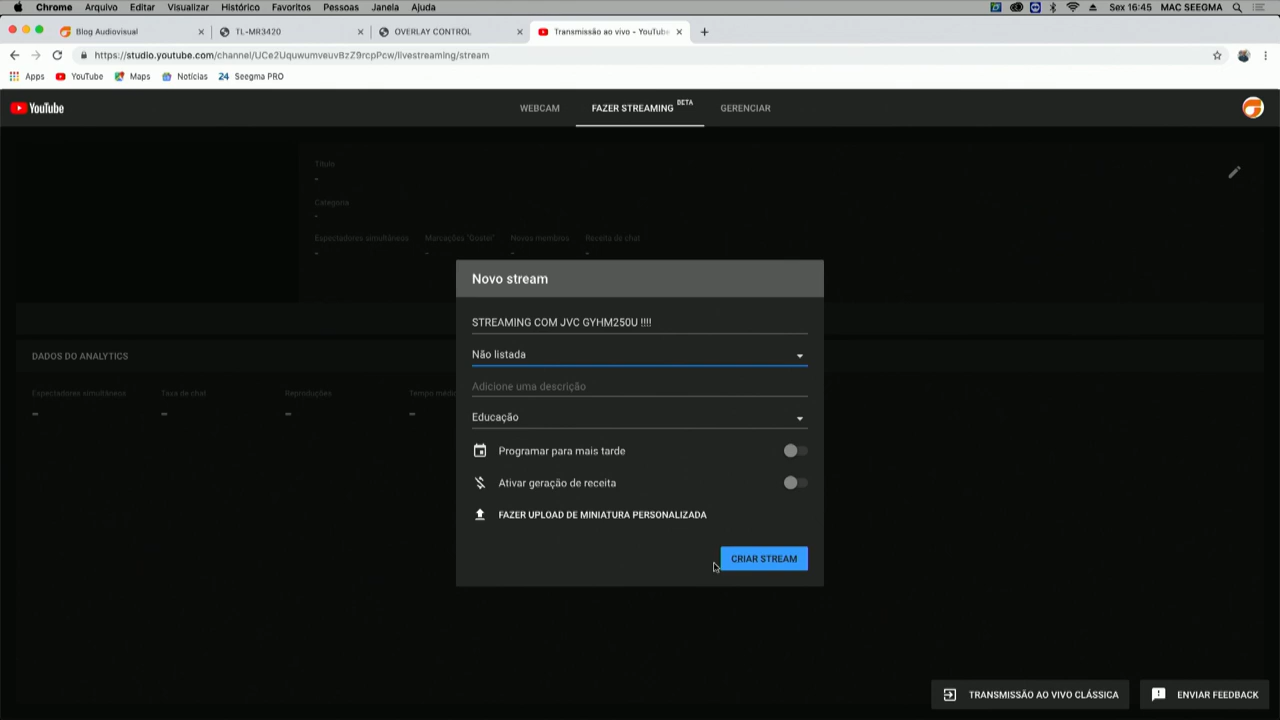 Chrome Arquivo Editar Visualizar Histórico Favoritos Pessoas Janela Ajuda Sex 16:45 MAC SEEGMA
Blog Audiovisual TL-MR3420 OVERLAY CONTROL Transmissão ao vivo - YouTube
https://studio.youtube.com/channel/UCe2UquwumveuvBzZ9rcpPcw/livestreaming/stream
Apps YouTube Maps Notícias 24 Seegma PRO
YouTube WEBCAM FAZER STREAMING BETA GERENCIAR
Título
-
Categoria
-
Espectadores simultâneos Marcações "Gostei" Novos membros Receita de chat
- - - -
Novo stream
STREAMING COM JVC GYHM250U !!!!
Não listada
DADOS DO ANALYTICS
Adicione uma descrição
Espectadores simultâneos Taxa de chat Reproduções Tempo médio
- - - -
Educação
Programar para mais tarde
Ativar geração de receita
FAZER UPLOAD DE MINIATURA PERSONALIZADA
CRIAR STREAM
TRANSMISSÃO AO VIVO CLÁSSICA ENVIAR FEEDBACK